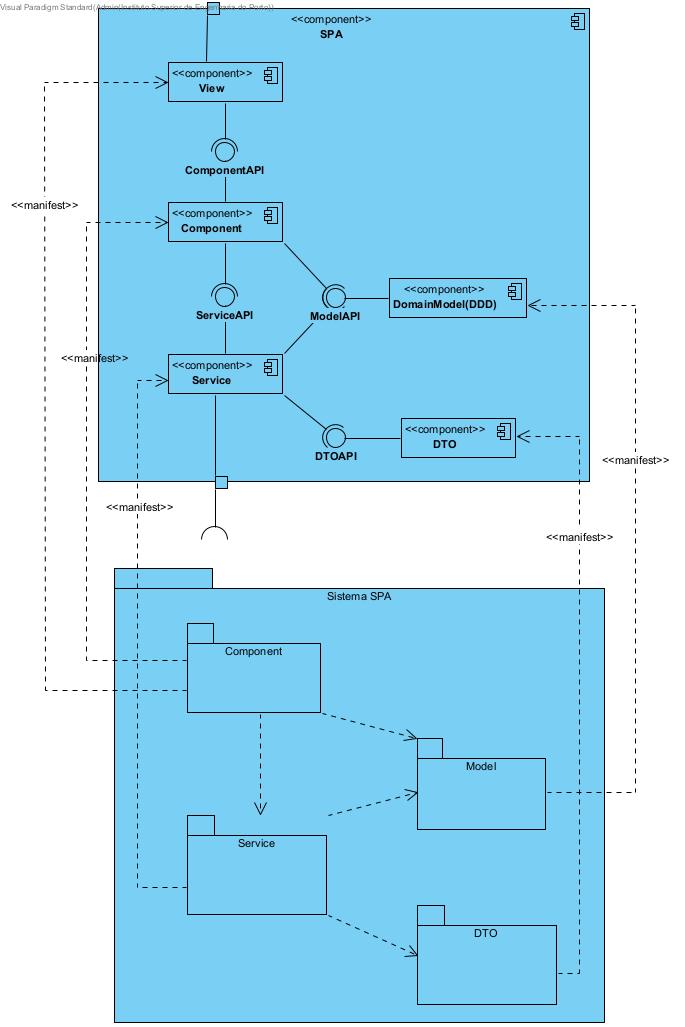 Visual Paradigm Standard(Admin(Instituto Superior de Engenharia do Porto))
<<component>>
SPA
<<component>>
View
ComponentAPI
<<manifest>>
<<component>>
Component
<<component>>
DomainModel(DDD)
ServiceAPI
ModelAPI
<<manifest>>
<<component>>
Service
<<component>>
DTO
DTOAPI
<<manifest>>
<<manifest>>
<<manifest>>
Sistema SPA
Component
Model
Service
DTO